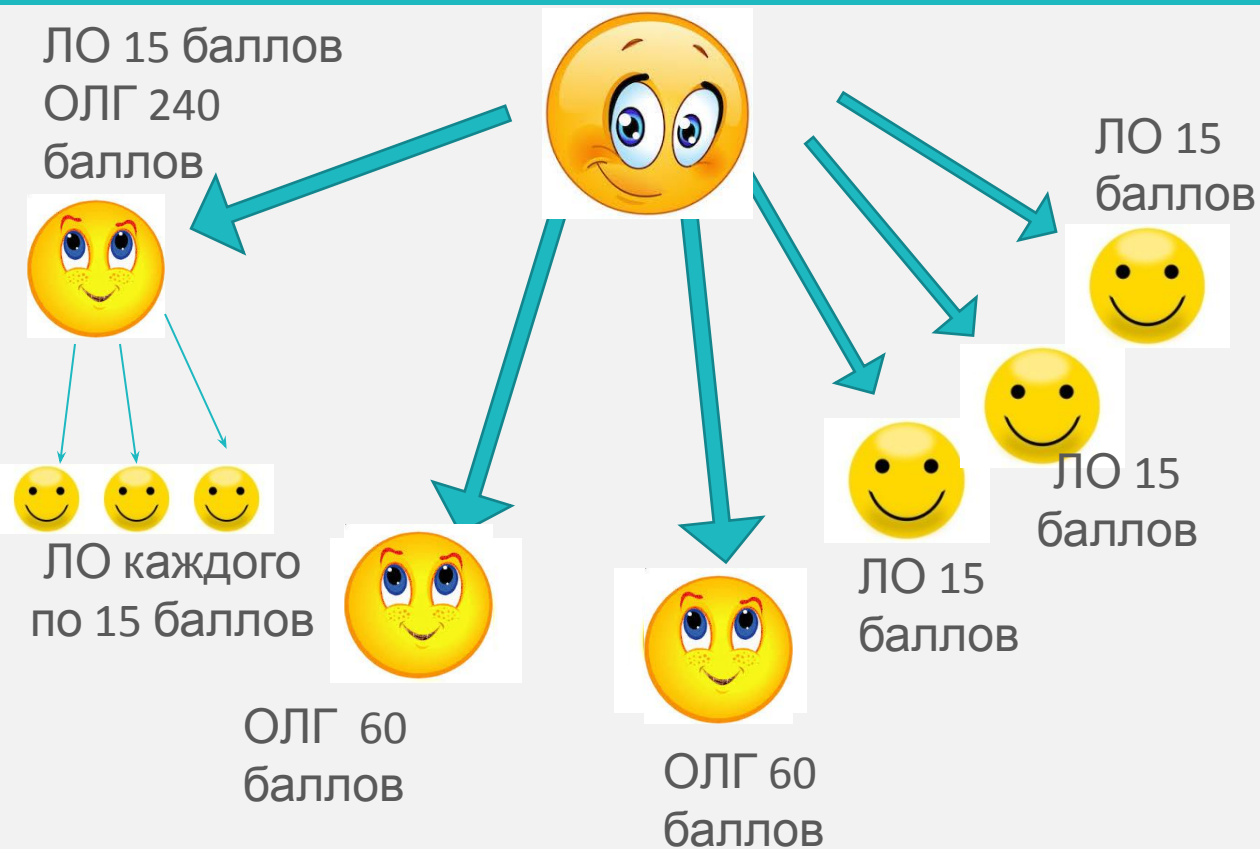 ЛО 15 баллов
ОЛГ 240
баллов
ЛО 15
баллов
ЛО 15
баллов
ЛО 15
баллов
ЛО каждого
по 15 баллов
ОЛГ 60
баллов
ОЛГ 60
баллов